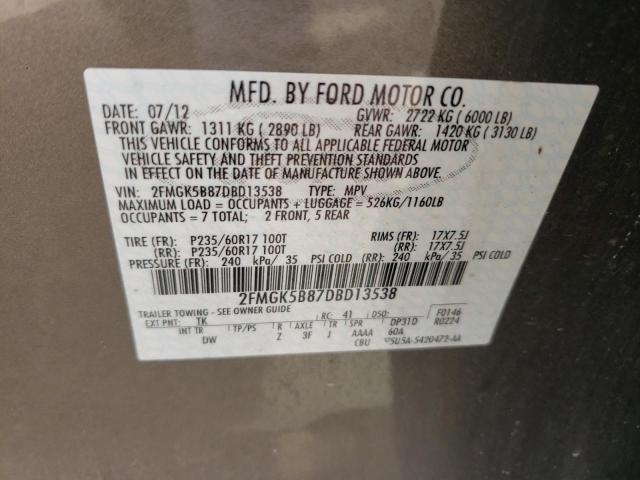 MFD. BY FORD MOTOR CO.
DATE: 07/12 GVWR: 2722 KG ( 6000 LB)
FRONT GAWR: 1311 KG ( 2890 LB) REAR GAWR: 1420 KG ( 3130 LB)
THIS VEHICLE CONFORMS TO ALL APPLICABLE FEDERAL MOTOR
VEHICLE SAFETY AND THEFT PREVENTION STANDARDS
IN EFFECT ON THE DATE OF MANUFACTURE SHOWN ABOVE.
VIN: 2FMGK5B87DBD13538 TYPE: MPV
MAXIMUM LOAD = OCCUPANTS + LUGGAGE = 526KG/1160LB
OCCUPANTS = 7 TOTAL; 2 FRONT, 5 REAR
TIRE (FR): P235/60R17 100T RIMS (FR): 17X7.5J
(RR): P235/60R17 100T (RR): 17X7.5J
PRESSURE (FR): 240 kPa/ 35 PSI COLD (RR): 240 kPa/ 35 PSI COLD
2FMGK5B87DBD13538
TRAILER TOWING - SEE OWNER GUIDE F0146
EXT PNT: TK RC: 41 DSO: R0224
INT TR TP/PS R AXLE TR SPR DP31D
DW Z 3F J AAAA 60A
CBU 5U5A-5420472-AA